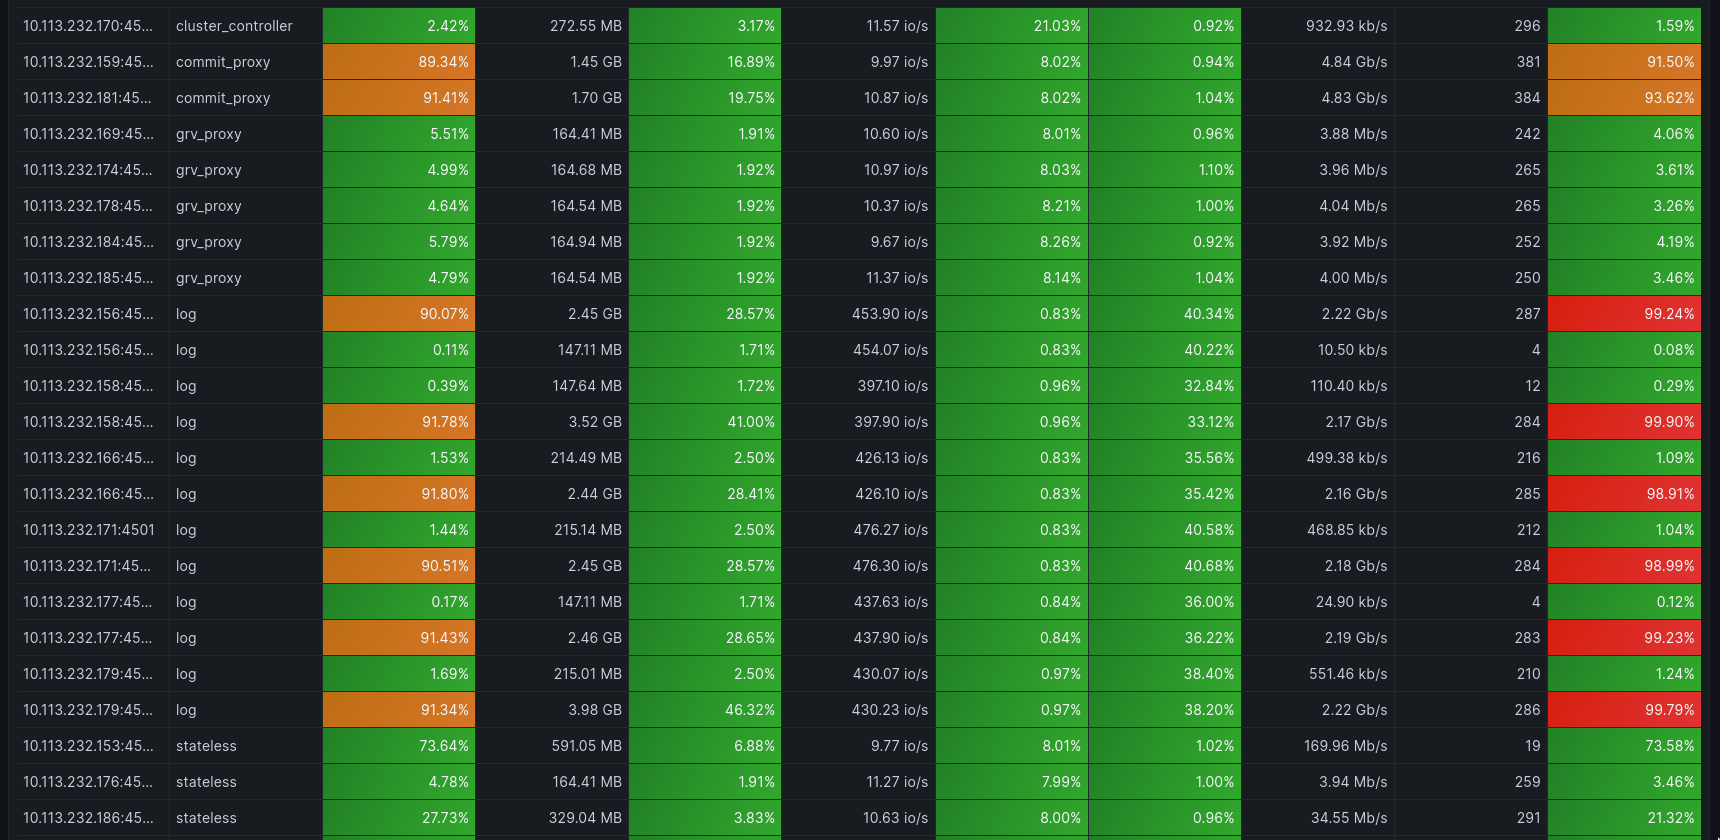 10.113.232.170:45... cluster_controller 2.42% 272.55 MB 3.17% 11.57 io/s 21.03% 0.92% 932.93 kb/s 296 1.59%
10.113.232.159:45... commit_proxy 89.34% 1.45 GB 16.89% 9.97 io/s 8.02% 0.94% 4.84 Gb/s 381 91.50%
10.113.232.181:45... commit_proxy 91.41% 1.70 GB 19.75% 10.87 io/s 8.02% 1.04% 4.83 Gb/s 384 93.62%
10.113.232.169:45... grv_proxy 5.51% 164.41 MB 1.91% 10.60 io/s 8.01% 0.96% 3.88 Mb/s 242 4.06%
10.113.232.174:45... grv_proxy 4.99% 164.68 MB 1.92% 10.97 io/s 8.03% 1.10% 3.96 Mb/s 265 3.61%
10.113.232.178:45... grv_proxy 4.64% 164.54 MB 1.92% 10.37 io/s 8.21% 1.00% 4.04 Mb/s 265 3.26%
10.113.232.184:45... grv_proxy 5.79% 164.94 MB 1.92% 9.67 io/s 8.26% 0.92% 3.92 Mb/s 252 4.19%
10.113.232.185:45... grv_proxy 4.79% 164.54 MB 1.92% 11.37 io/s 8.14% 1.04% 4.00 Mb/s 250 3.46%
10.113.232.156:45... log 90.07% 2.45 GB 28.57% 453.90 io/s 0.83% 40.34% 2.22 Gb/s 287 99.24%
10.113.232.156:45... log 0.11% 147.11 MB 1.71% 454.07 io/s 0.83% 40.22% 10.50 kb/s 4 0.08%
10.113.232.158:45... log 0.39% 147.64 MB 1.72% 397.10 io/s 0.96% 32.84% 110.40 kb/s 12 0.29%
10.113.232.158:45... log 91.78% 3.52 GB 41.00% 397.90 io/s 0.96% 33.12% 2.17 Gb/s 284 99.90%
10.113.232.166:45... log 1.53% 214.49 MB 2.50% 426.13 io/s 0.83% 35.56% 499.38 kb/s 216 1.09%
10.113.232.166:45... log 91.80% 2.44 GB 28.41% 426.10 io/s 0.83% 35.42% 2.16 Gb/s 285 98.91%
10.113.232.171:4501 log 1.44% 215.14 MB 2.50% 476.27 io/s 0.83% 40.58% 468.85 kb/s 212 1.04%
10.113.232.171:45... log 90.51% 2.45 GB 28.57% 476.30 io/s 0.83% 40.68% 2.18 Gb/s 284 98.99%
10.113.232.177:45... log 0.17% 147.11 MB 1.71% 437.63 io/s 0.84% 36.00% 24.90 kb/s 4 0.12%
10.113.232.177:45... log 91.43% 2.46 GB 28.65% 437.90 io/s 0.84% 36.22% 2.19 Gb/s 283 99.23%
10.113.232.179:45... log 1.69% 215.01 MB 2.50% 430.07 io/s 0.97% 38.40% 551.46 kb/s 210 1.24%
10.113.232.179:45... log 91.34% 3.98 GB 46.32% 430.23 io/s 0.97% 38.20% 2.22 Gb/s 286 99.79%
10.113.232.153:45... stateless 73.64% 591.05 MB 6.88% 9.77 io/s 8.01% 1.02% 169.96 Mb/s 19 73.58%
10.113.232.176:45... stateless 4.78% 164.41 MB 1.91% 11.27 io/s 7.99% 1.00% 3.94 Mb/s 259 3.46%
10.113.232.186:45... stateless 27.73% 329.04 MB 3.83% 10.63 io/s 8.00% 0.96% 34.55 Mb/s 291 21.32%